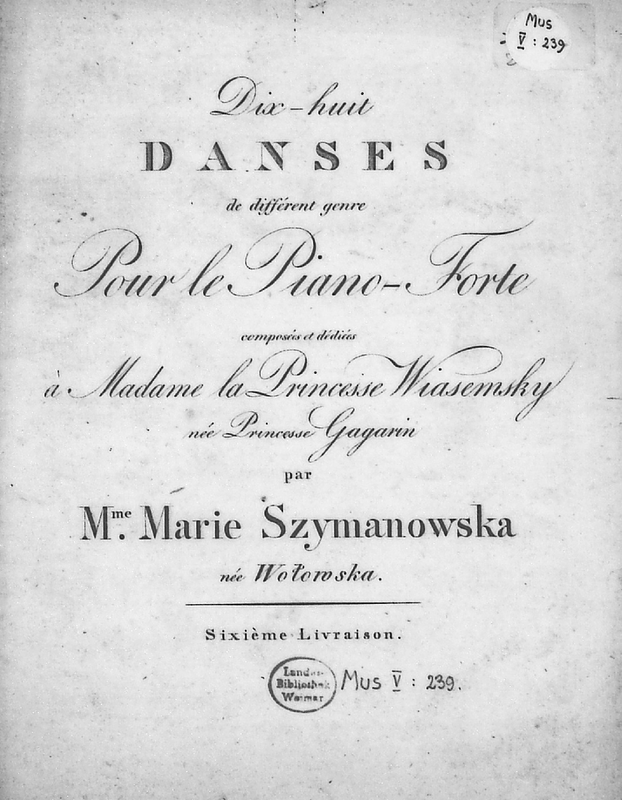 Mus
V : 239
Dix-huit
DANSES
de différent genre
Pour le Piano-Forte
composées et dédiées
à Madame la Princesse Wiasemsky
née Princesse Gagarin
par
Mme. Marie Szymanowska
née Wołowska.
Sixième Livraison.
Landes-
Bibliothek
Weimar
Mus V : 239.